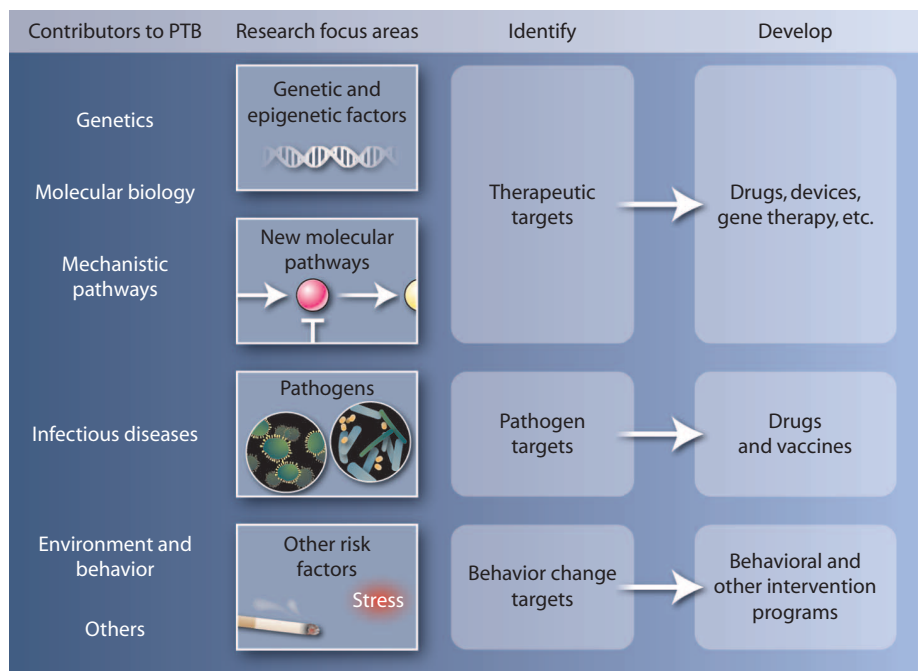 Contributors to PTB
Research focus areas
Identify
Develop
Genetics
Molecular biology
Mechanistic
pathways
Infectious diseases
Environment and
behavior
Others
Genetic and
epigenetic factors
New molecular
pathways
Pathogens
Other risk
factors
Stress
Therapeutic
targets
Pathogen
targets
Behavior change
targets
Drugs, devices,
gene therapy, etc.
Drugs
and vaccines
Behavioral and
other intervention
programs